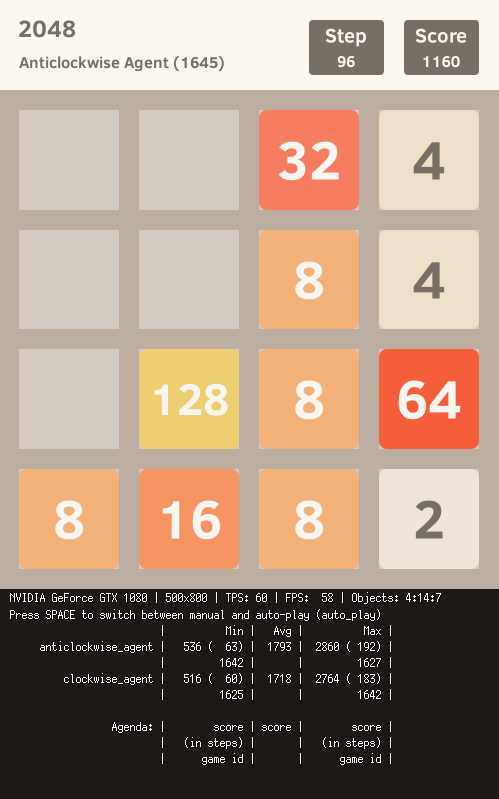 2048
Anticlockwise Agent (1645)
Step
96
Score
1160
32 4
8 4
128 8 64
8 16 8 2
NVIDIA GeForce GTX 1080 | 500x800 | TPS: 60 | FPS:  58 | Objects: 4:14:7
Press SPACE to switch between manual and auto-play (auto_play)
| Min | Avg | Max |
anticlockwise_agent | 536 (  63) | 1793 | 2860 ( 192) |
| 1642 | | 1627 |
clockwise_agent | 516 (  60) | 1718 | 2764 ( 183) |
| 1625 | | 1642 |
Agenda: | score | score | score |
| (in steps) | | (in steps) |
| game id | | game id |